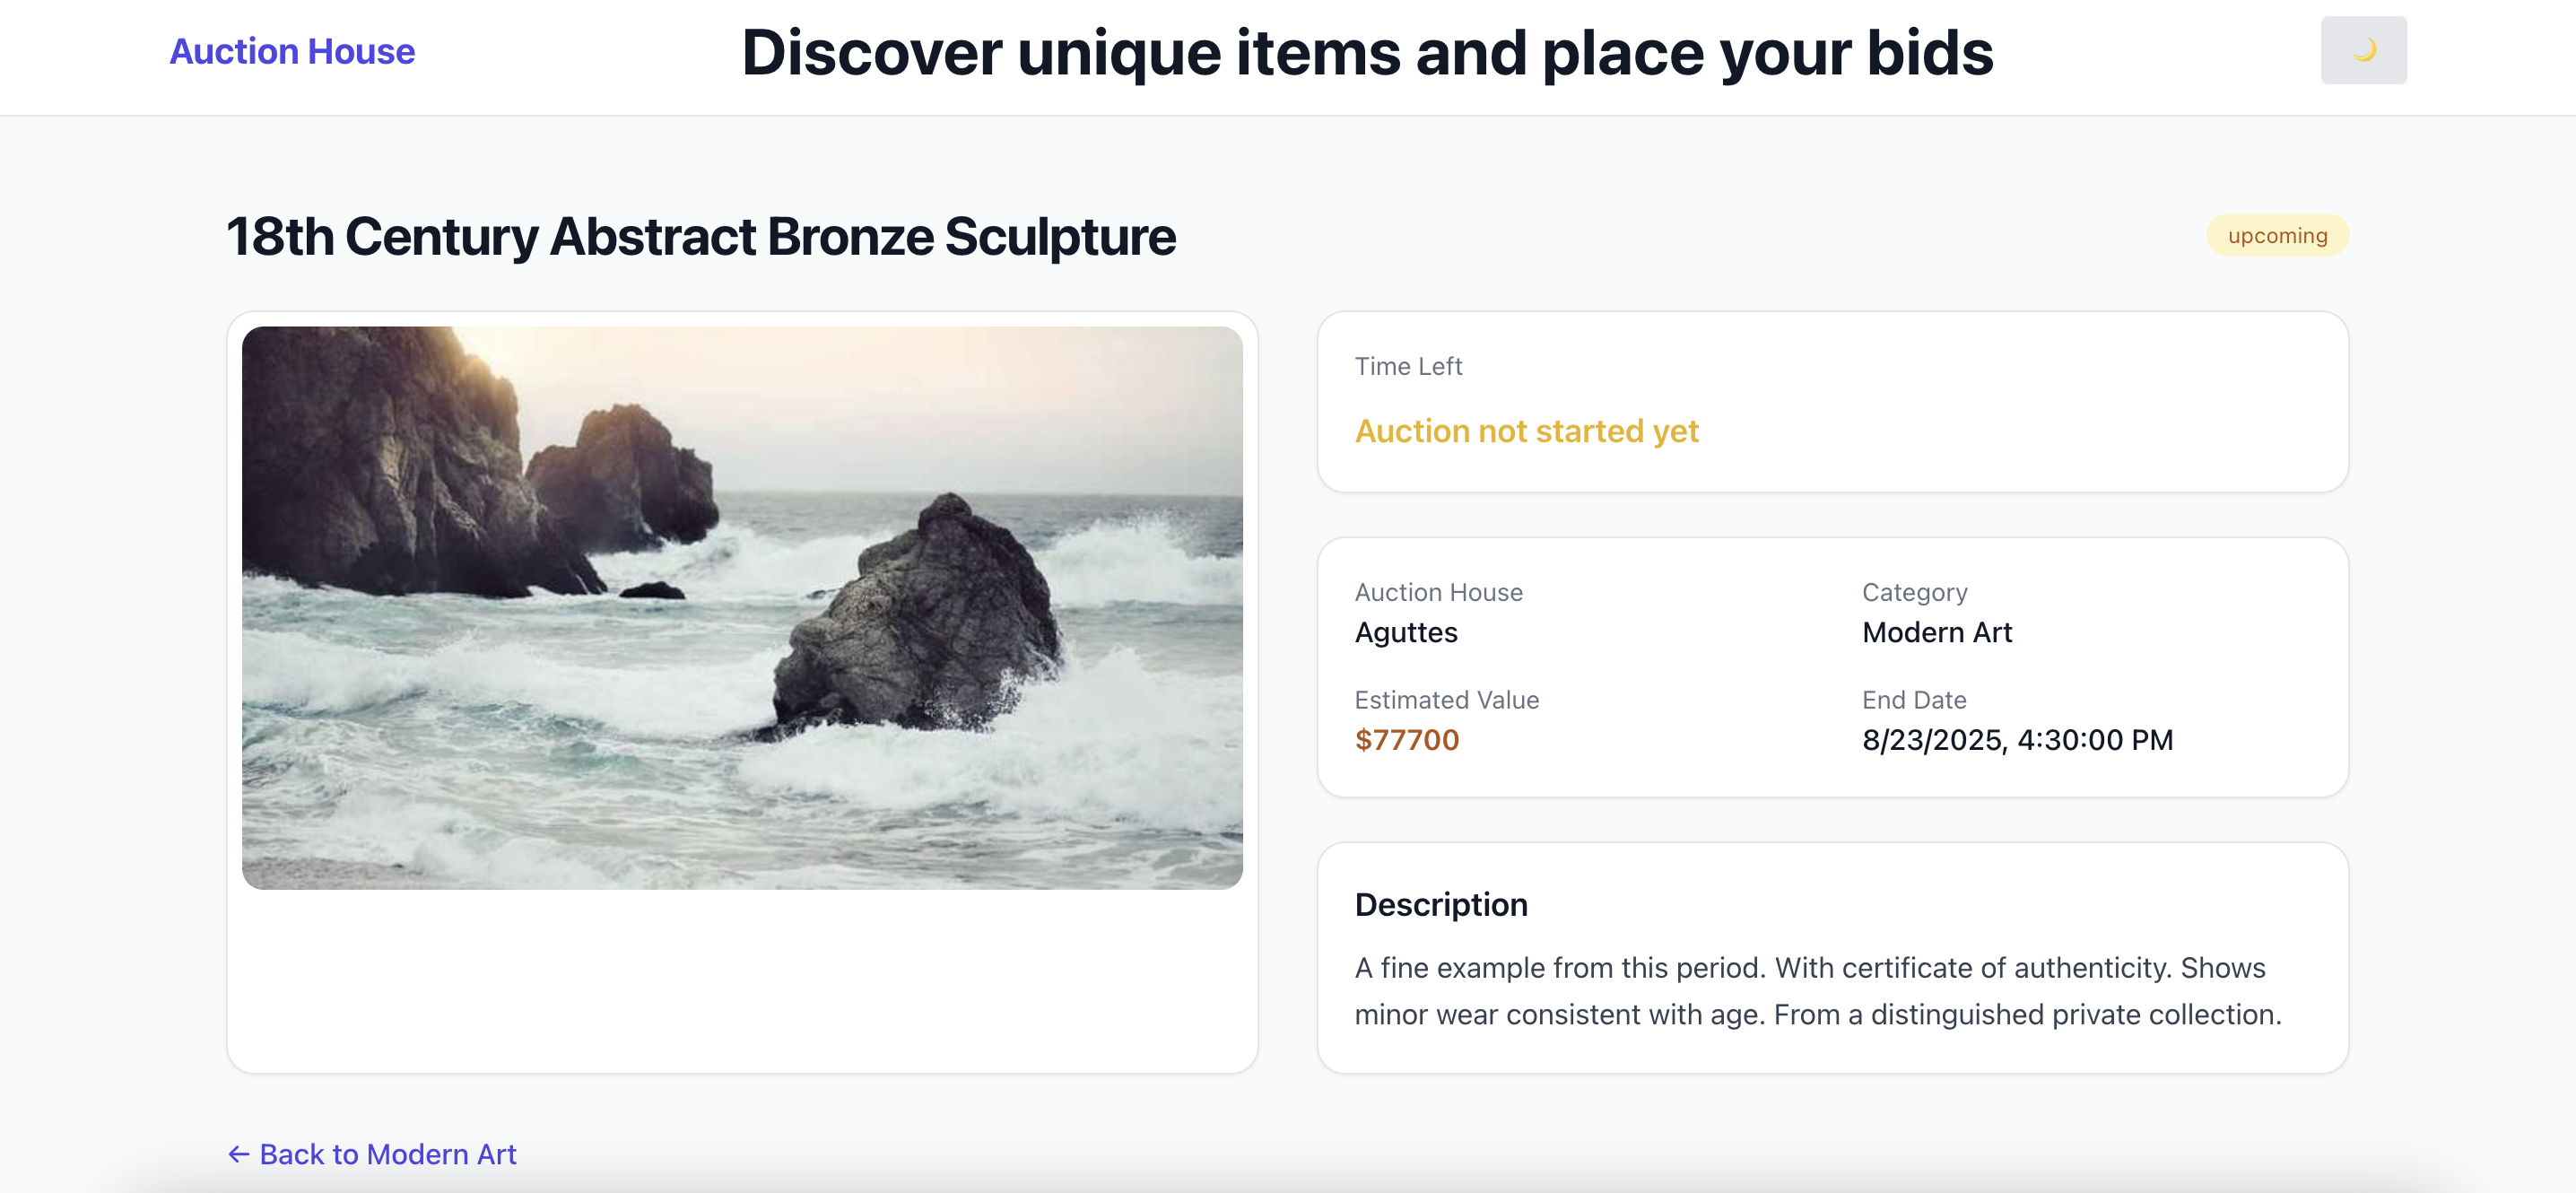 Auction House
Discover unique items and place your bids
18th Century Abstract Bronze Sculpture
upcoming
Time Left
Auction not started yet
Auction House
Aguttes
Category
Modern Art
Estimated Value
$77700
End Date
8/23/2025, 4:30:00 PM
Description
A fine example from this period. With certificate of authenticity. Shows
minor wear consistent with age. From a distinguished private collection.
← Back to Modern Art